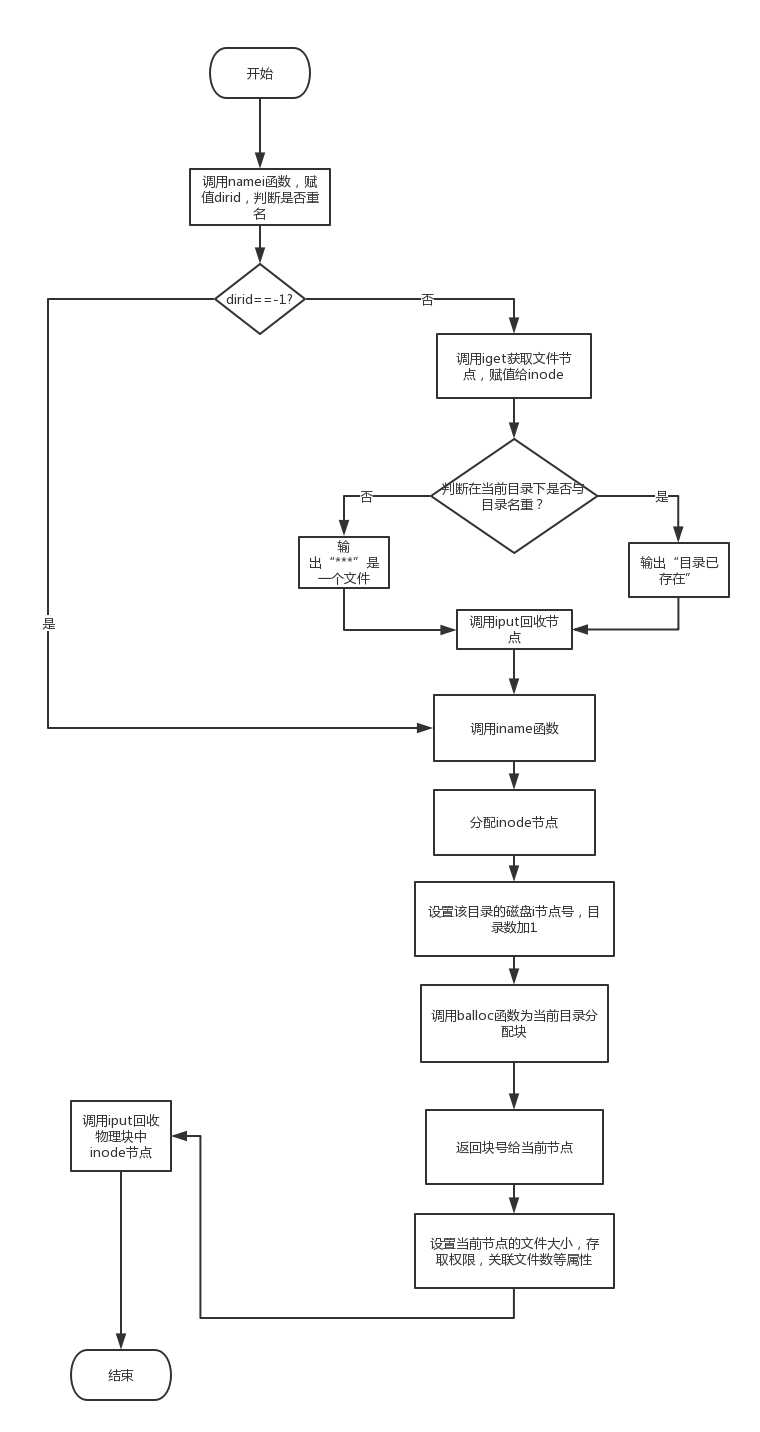 开始
调用namei函数，赋
值dirid，判断是否重
名
dirid==-1?
否
调用iget获取文件节
点，赋值给inode
判断在当前目录下是否与
目录名重？
否
是
输
出“***”是
一个文件
输出“目录已
存在”
调用iput回收节
点
是
调用iname函数
分配inode节点
设置该目录的磁盘i节点号，目
录数加1
调用balloc函数为当前目录分
配块
返回块号给当前节点
设置当前节点的文件大小，存
取权限，关联文件数等属性
调用iput回收
物理块中
inode节点
结束